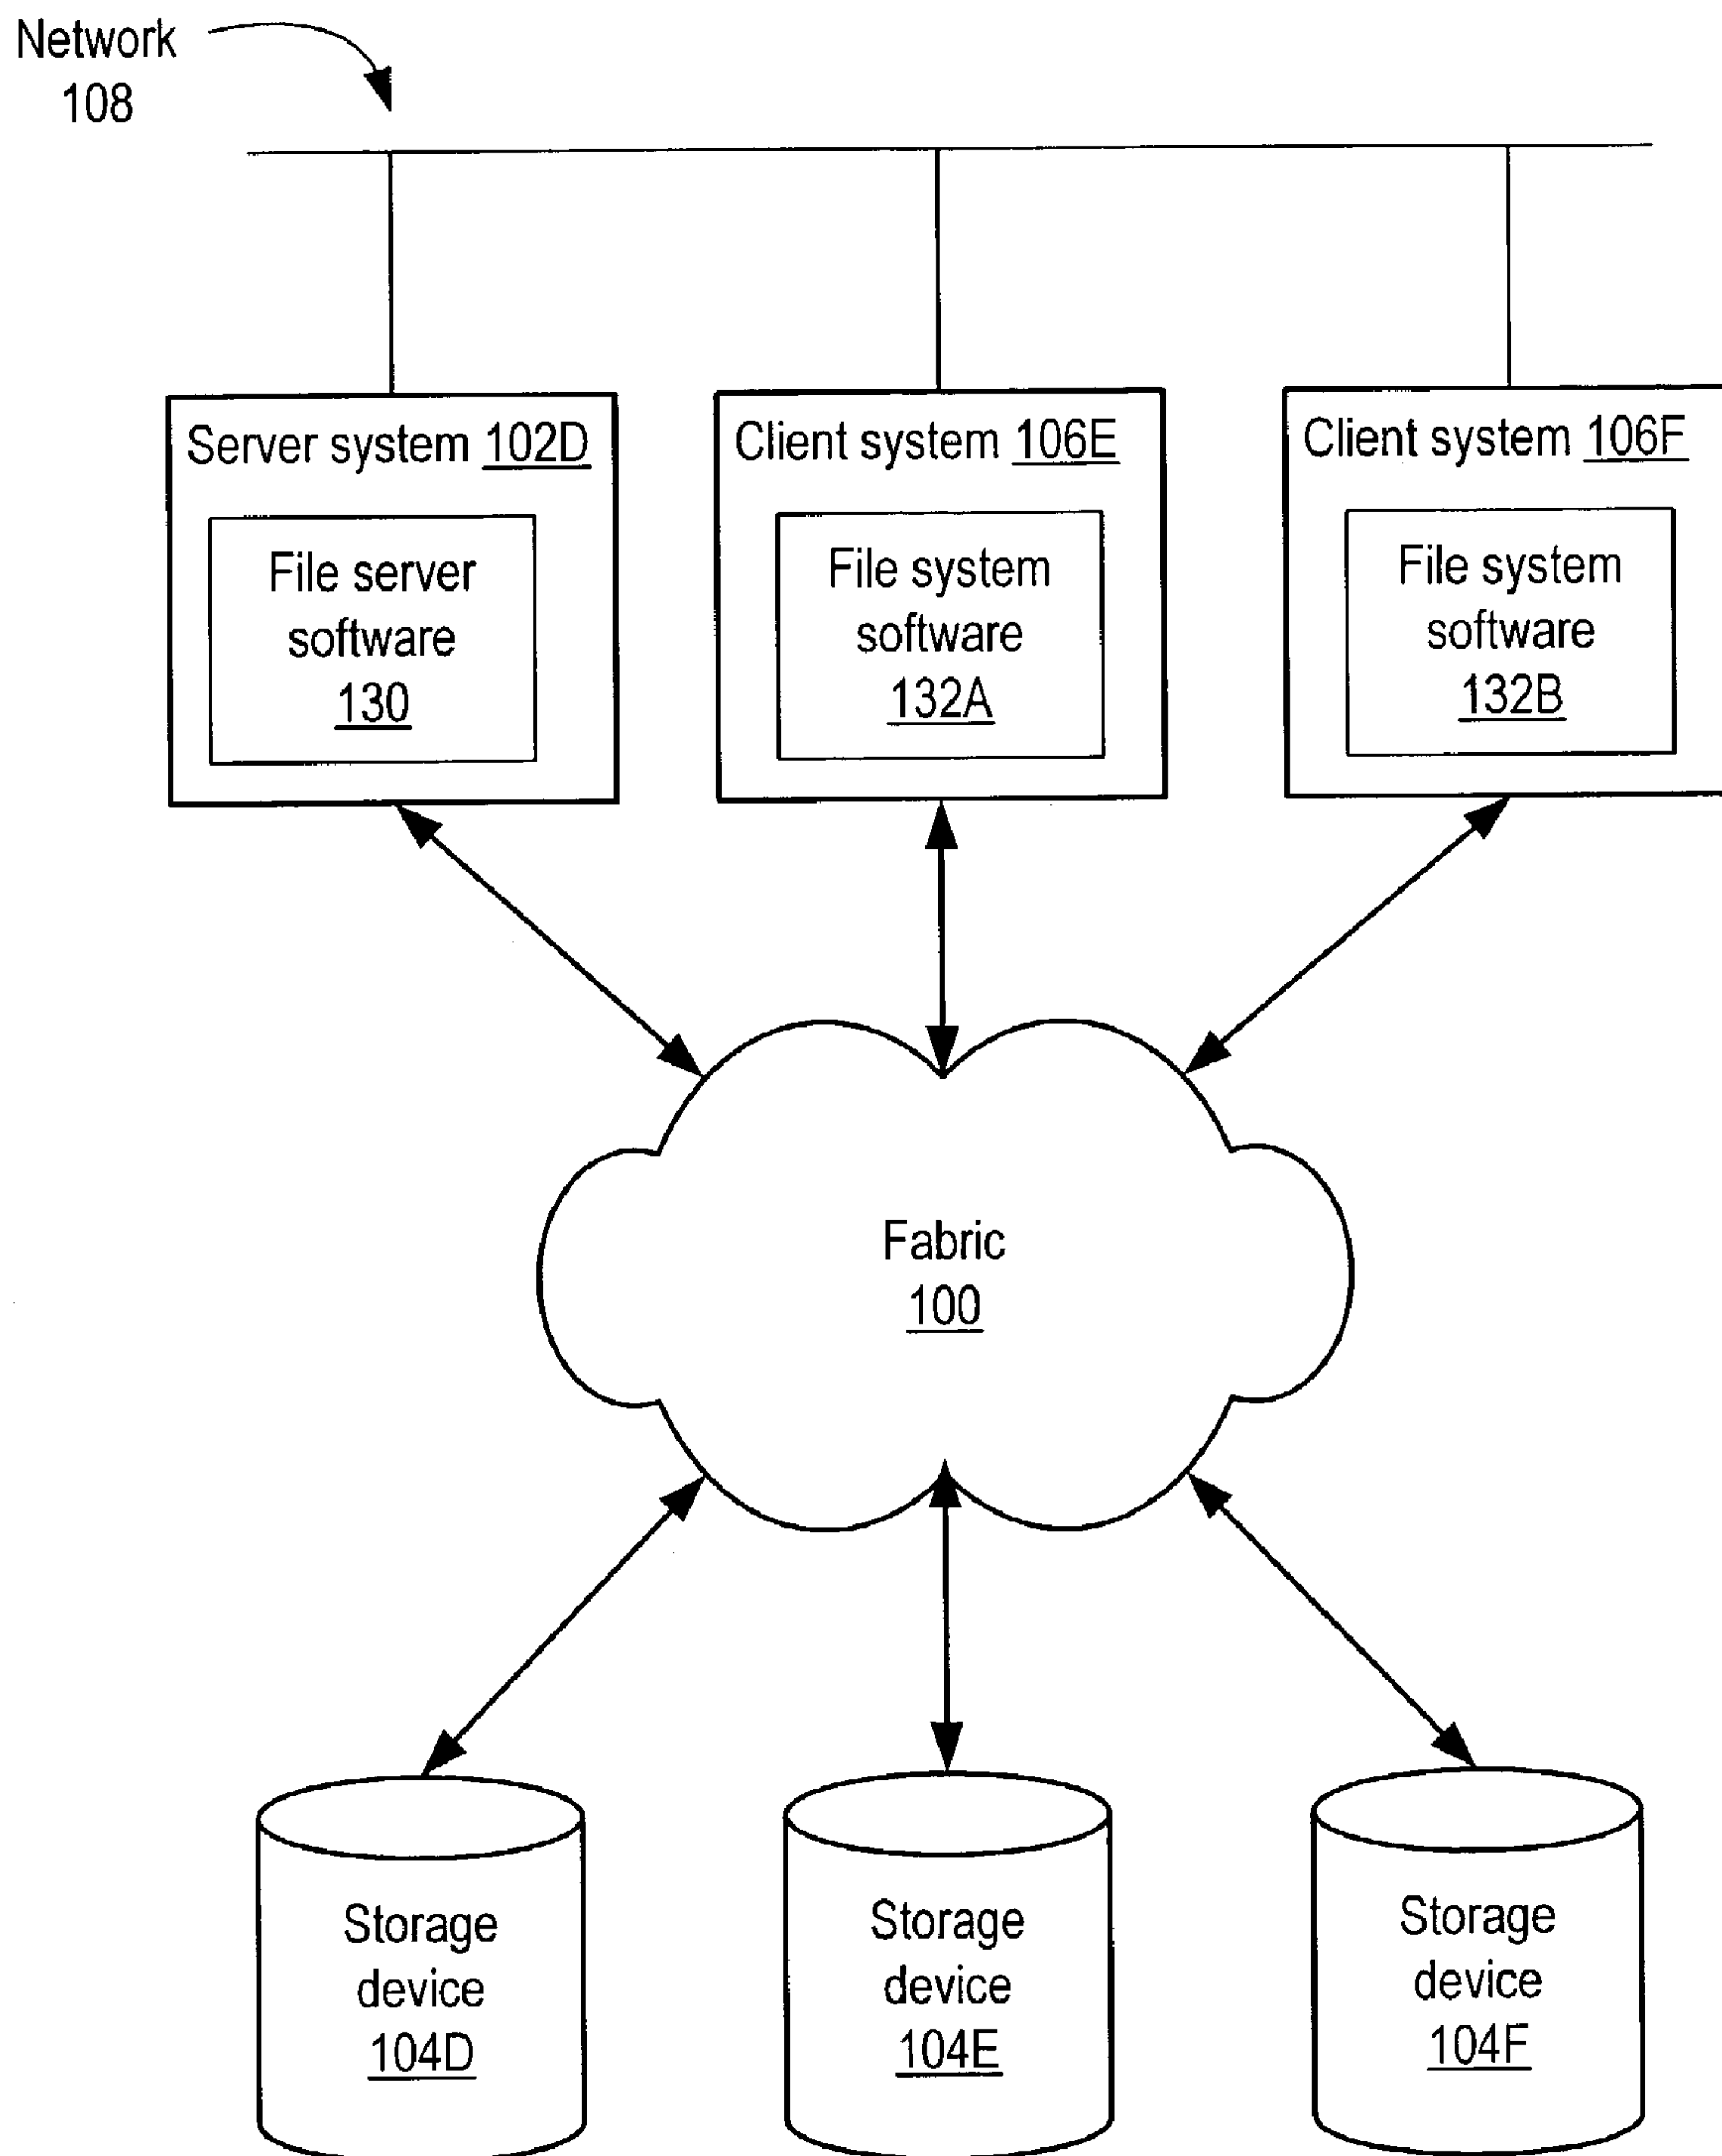 Network
108
Server system 102D
File server
software
130
Client system 106E
File system
software
132A
Client system 106F
File system
software
132B
Fabric
100
Storage
device
104D
Storage
device
104E
Storage
device
104F